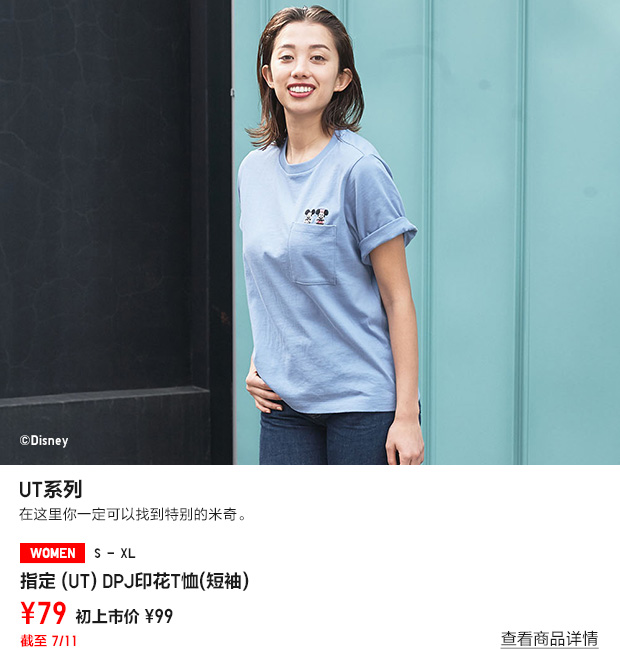 ©Disney
UT系列
在这里你一定可以找到特别的米奇。
WOMEN S - XL
指定 (UT) DPJ印花T恤(短袖)
¥79 初上市价 ¥99
截至 7/11
查看商品详情